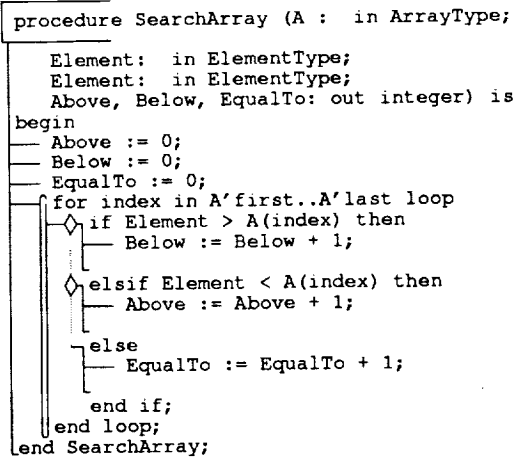 procedure SearchArray (A :  in ArrayType;
Element:  in ElementType;
Element:  in ElementType;
Above, Below, EqualTo: out integer) is
begin
Above := 0;
Below := 0;
EqualTo := 0;
for index in A'first..A'last loop
if Element > A(index) then
Below := Below + 1;
elsif Element < A(index) then
Above := Above + 1;
else
EqualTo := EqualTo + 1;
end if;
end loop;
end SearchArray;